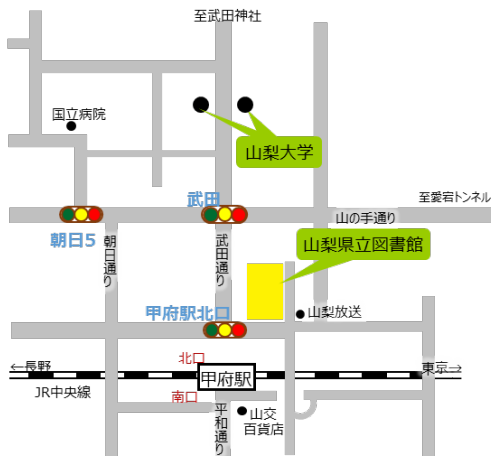 至武田神社
国立病院
山梨大学
至愛宕トンネル
武田
山の手通り
朝日5
朝日通り
武田通り
山梨県立図書館
甲府駅北口
山梨放送
北口
←長野
甲府駅
東京→
JR中央線
南口
平和通り
山交
百貨店